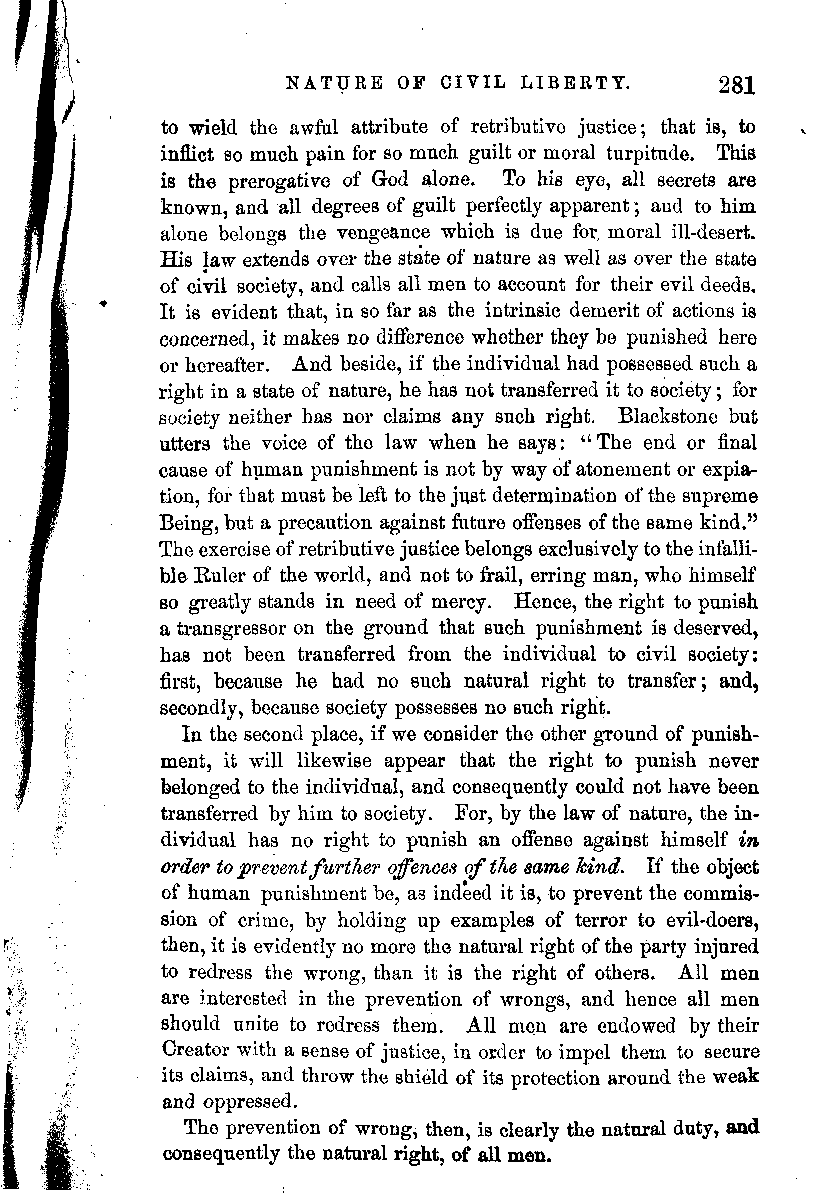 NATURE OF CIVIL LIBERTY. 281
to wield the awful attribute of retributive justice; that is, to
inflict so much pain for so much guilt or moral turpitude. This
is the prerogative of God alone. To his eye, all secrets are
known, and all degrees of guilt perfectly apparent; and to him
alone belongs the vengeance which is due for moral ill-desert.
His law extends over the state of nature as well as over the state
of civil society, and calls all men to account for their evil deeds.
It is evident that, in so far as the intrinsic demerit of actions is
concerned, it makes no difference whether they be punished here
or hereafter. And beside, if the individual had possessed such a
right in a state of nature, he has not transferred it to society; for
society neither has nor claims any such right. Blackstone but
utters the voice of the law when he says: "The end or final
cause of human punishment is not by way of atonement or expia-
tion, for that must be left to the just determination of the supreme
Being, but a precaution against future offenses of the same kind."
The exercise of retributive justice belongs exclusively to the infalli-
ble Ruler of the world, and not to frail, erring man, who himself
so greatly stands in need of mercy. Hence, the right to punish
a transgressor on the ground that such punishment is deserved,
has not been transferred from the individual to civil society:
first, because he had no such natural right to transfer; and,
secondly, because society possesses no such right.
In the second place, if we consider the other ground of punish-
ment, it will likewise appear that the right to punish never
belonged to the individual, and consequently could not have been
transferred by him to society. For, by the law of nature, the in-
dividual has no right to punish an offense against himself in
order to prevent further offences of the same kind. If the object
of human punishment be, as indeed it is, to prevent the commis-
sion of crime, by holding up examples of terror to evil-doers,
then, it is evidently no more the natural right of the party injured
to redress the wrong, than it is the right of others. All men
are interested in the prevention of wrongs, and hence all men
should unite to redress them. All men are endowed by their
Creator with a sense of justice, in order to impel them to secure
its claims, and throw the shield of its protection around the weak
and oppressed.
The prevention of wrong, then, is clearly the natural duty, and
consequently the natural right, of all men.